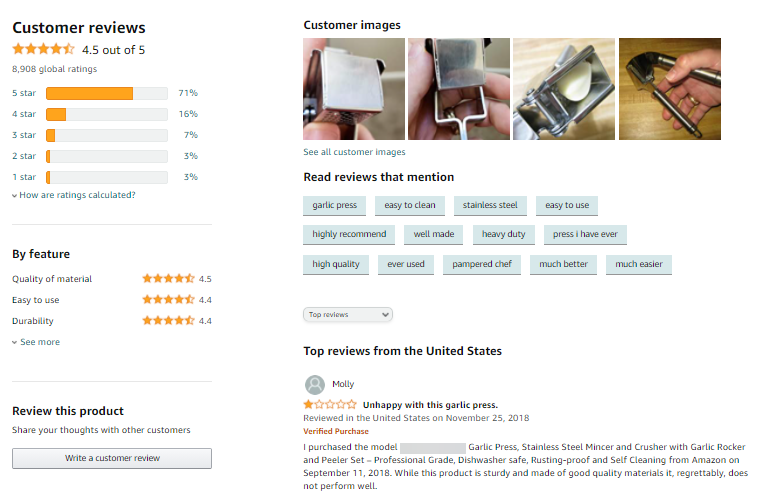 Customer reviews
4.5 out of 5
8,908 global ratings
5 star 71%
4 star 16%
3 star 7%
2 star 3%
1 star 3%
How are ratings calculated?
By feature
Quality of material 4.5
Easy to use 4.4
Durability 4.4
See more
Review this product
Share your thoughts with other customers
Write a customer review
Customer images
See all customer images
Read reviews that mention
garlic press easy to clean stainless steel easy to use
highly recommend well made heavy duty press i have ever
high quality ever used pampered chef much better much easier
Top reviews
Top reviews from the United States
Molly
Unhappy with this garlic press.
Reviewed in the United States on November 25, 2018
Verified Purchase
I purchased the model Garlic Press, Stainless Steel Mincer and Crusher with Garlic Rocker
and Peeler Set – Professional Grade, Dishwasher safe, Rusting-proof and Self Cleaning from Amazon on
September 11, 2018. While this product is sturdy and made of good quality materials it, regrettably, does
not perform well.